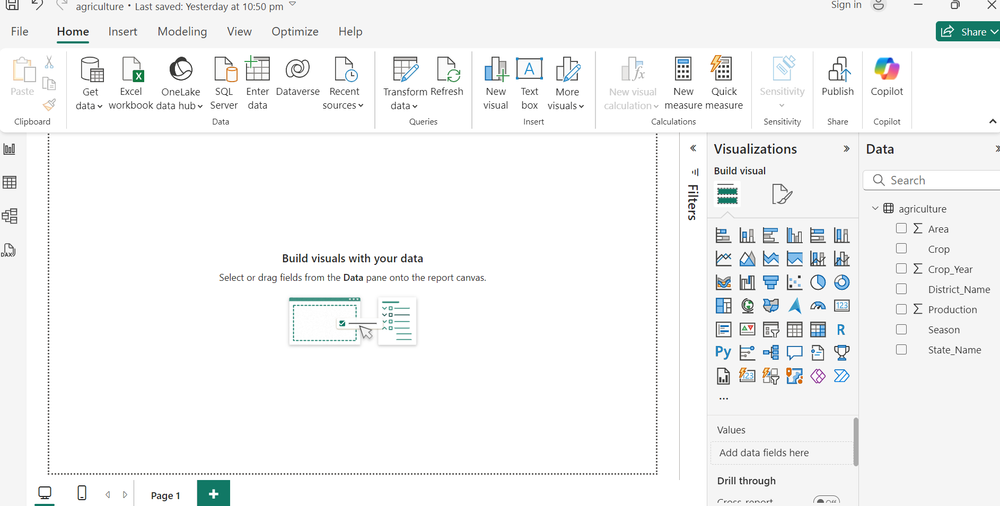 agriculture • Last saved: Yesterday at 10:50 pm
Sign in
File
Home
Insert
Modeling
View
Optimize
Help
Share
Paste
Clipboard
Get
data
Excel
workbook
OneLake
data hub
SQL
Server
Enter
data
Dataverse
Recent
sources
Data
Transform
data
Refresh
Queries
New
visual
A
Text
box
More
visuals
Insert
fx
New visual
calculation
New
measure
Quick
measure
Calculations
Sensitivity
Sensitivity
Publish
Share
Copilot
Copilot
DAX
Build visuals with your data
Select or drag fields from the Data pane onto the report canvas.
Filters
Visualizations
Build visual
123
R
Py
123
...
Values
Add data fields here
Drill through
Cross-report
Off
Data
Search
agriculture
Σ Area
Crop
Σ Crop_Year
District_Name
Σ Production
Season
State_Name
Page 1